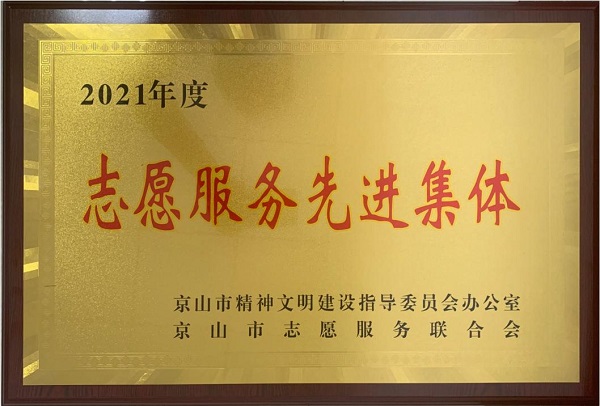 2021年度
志愿服务先进集体
京山市精神文明建设指导委员会办公室
京山市志愿服务联合会